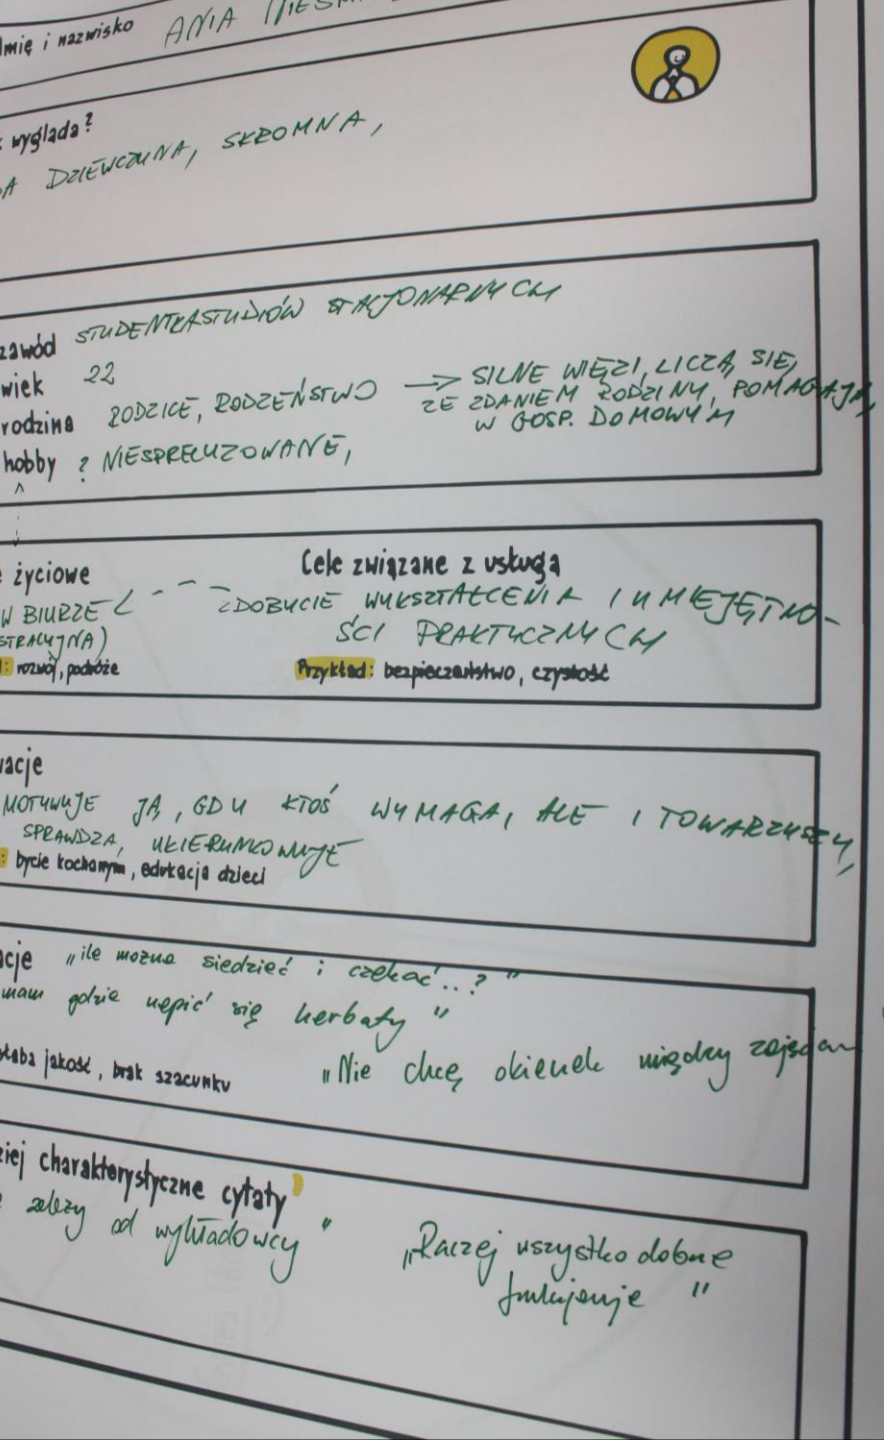 Imię i nazwisko ANIA
wygląda?
DZIEWCZYNA, SKROMNA,
zawód STUDENTKA STUDIÓW STACJONARNYCH
wiek 22
rodzina RODZICE, RODZEŃSTWO → SILNE WIĘZI, LICZĄ SIĘ,
ZE ZDANIEM RODZINY, POMAGAJĄ,
W GOSP. DOMOWYM
hobby ? NIESPRECYZOWANE,
życiowe
W BIURZE
rozwój, podróże
Cele związane z usługą
ZDOBYCIE WYKSZTAŁCENIA I UMIEJĘTNO-
ŚCI PRAKTYCZNYCH
Przykład: bezpieczeństwo, czystość
MOTYWUJE JĄ, GDY KTOŚ WYMAGA, ALE I TOWARZYSZY,
SPRAWDZA, UKIERUNKOWUJE
bycie kochanym, edukacja dzieci
„ile można siedzieć i czekać..?"
mam gdzie napić się herbaty"
słaba jakość, brak szacunku
„Nie chcę okienek między
charakterystyczne cytaty
zależy od wykładowcy"
„Raczej wszystko dobrze
funkcjonuje"